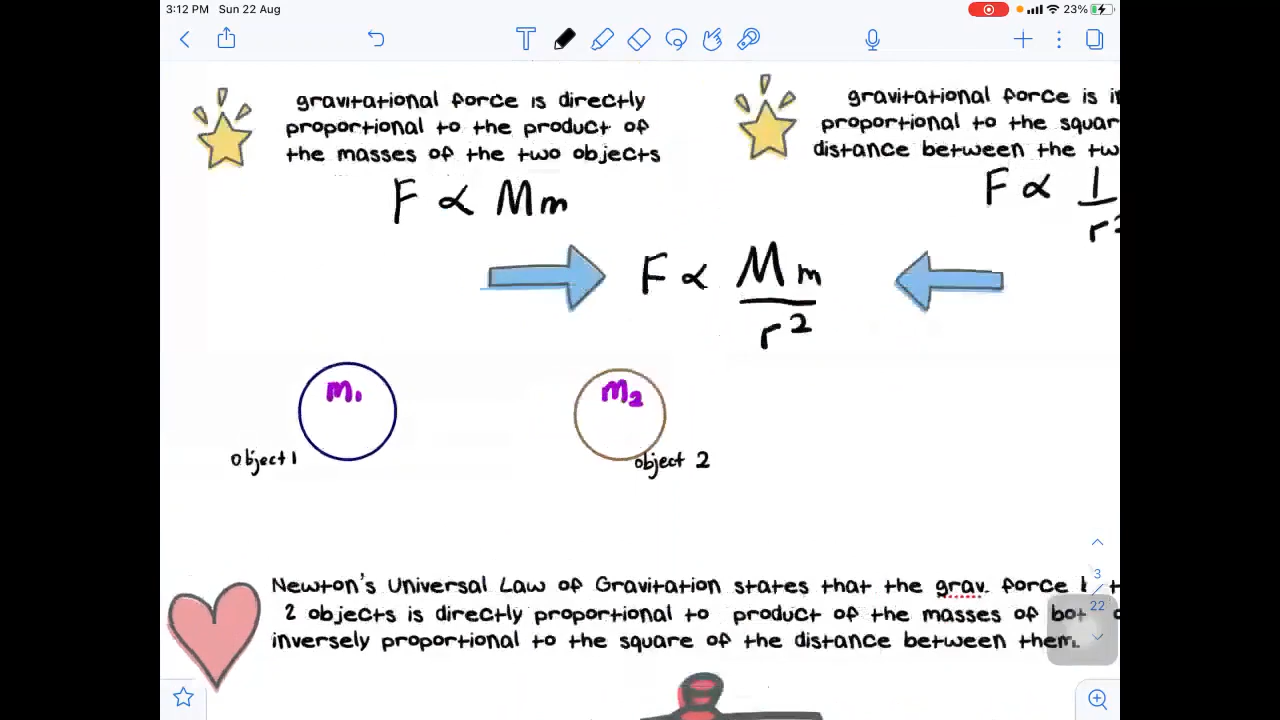 3:12 PM Sun 22 Aug
23%
gravitational force is directly
proportional to the product of
the masses of the two objects
F ∝ Mm
gravitational force is
proportional to the
distance between the
F ∝ 1/r²
F ∝ Mm/r²
m₁
object 1
m₂
object 2
3
22
Newton's Universal Law of Gravitation states that the grav. force
2 objects is directly proportional to product of the masses of
inversely proportional to the square of the distance between them.